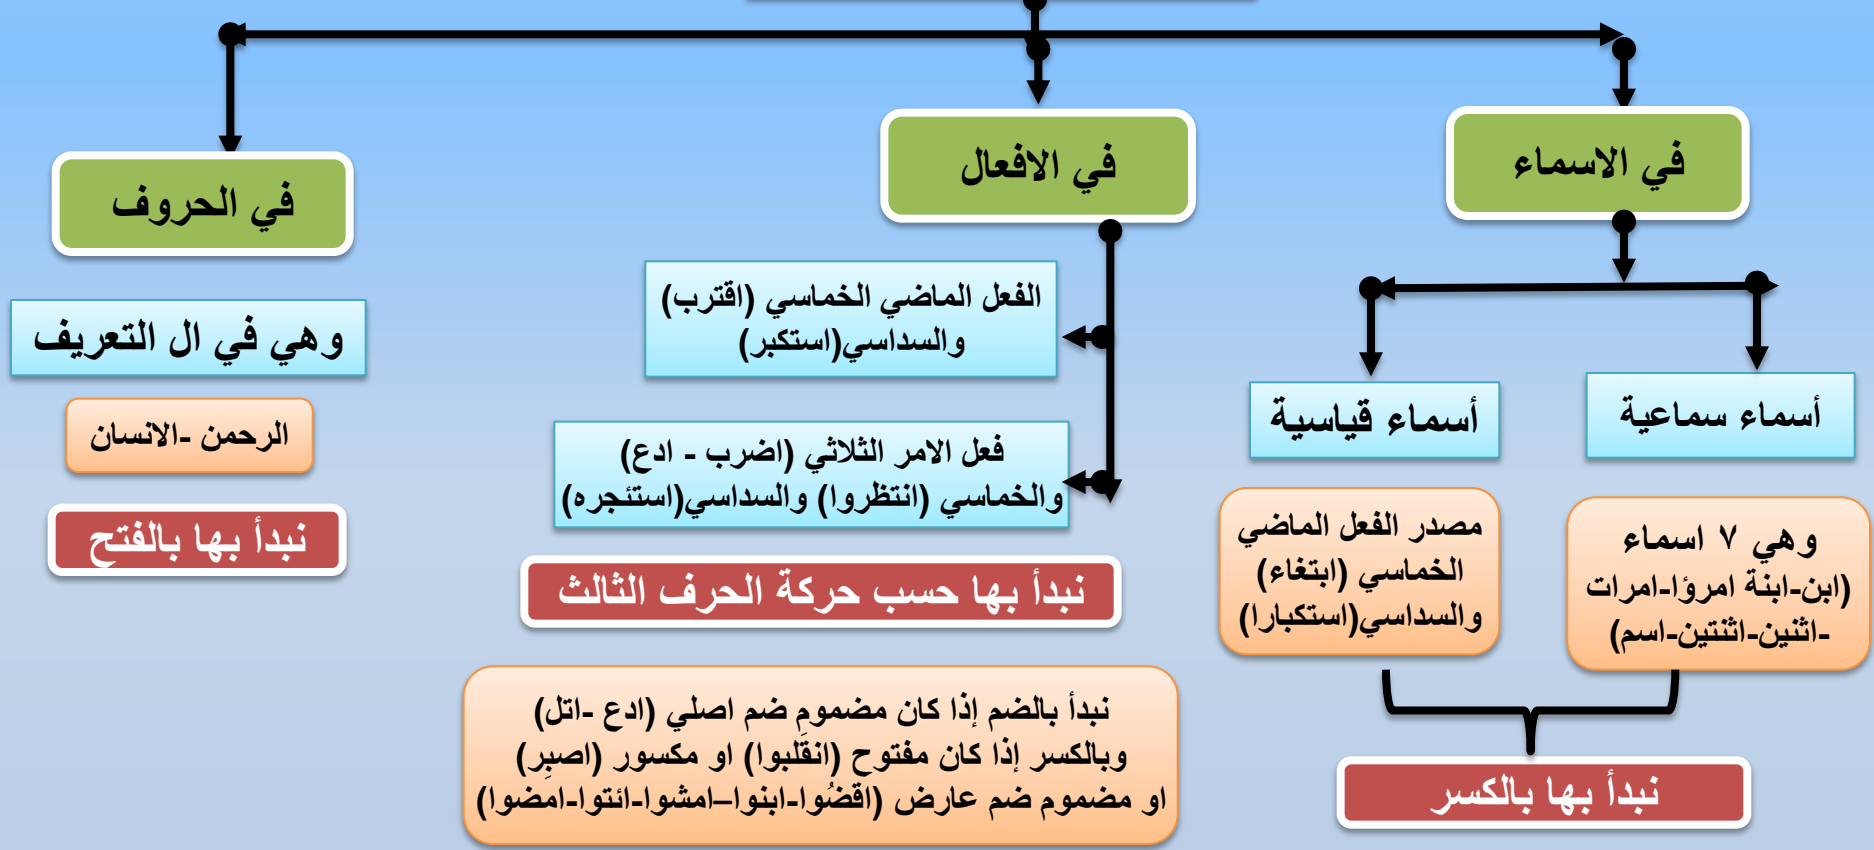 في الاسماء
أسماء سماعية
وهي ٧ اسماء
(ابن-ابنة امرؤا-امرات
-اثنين-اثنتين-اسم)
أسماء قياسية
مصدر الفعل الماضي
الخماسي (ابتغاء)
والسداسي(استكبارا)
نبدأ بها بالكسر
في الافعال
الفعل الماضي الخماسي (اقترب)
والسداسي(استكبر)
فعل الامر الثلاثي (اضرب - ادع)
والخماسي (انتظروا) والسداسي(استئجره)
نبدأ بها حسب حركة الحرف الثالث
نبدأ بالضم إذا كان مضموم ضم اصلي (ادع -اتل)
وبالكسر إذا كان مفتوح (انقَلبوا) او مكسور (اصبِر)
او مضموم ضم عارض (اقضُوا-ابنوا–امشوا-ائتوا-امضوا)
في الحروف
وهي في ال التعريف
الرحمن -الانسان
نبدأ بها بالفتح